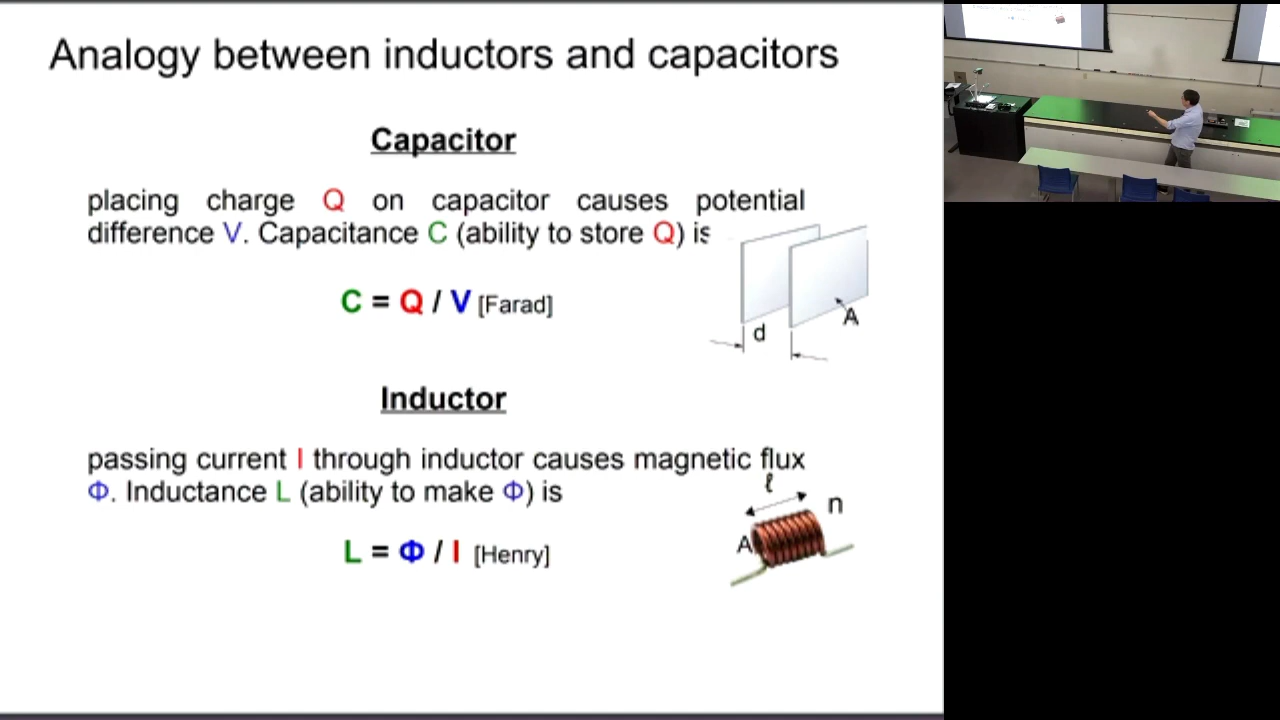 Analogy between inductors and capacitors
Capacitor
placing charge Q on capacitor causes potential
difference V. Capacitance C (ability to store Q) is
C = Q / V [Farad]
d
A
Inductor
passing current I through inductor causes magnetic flux
Φ. Inductance L (ability to make Φ) is
ℓ
n
L = Φ / I [Henry]
A